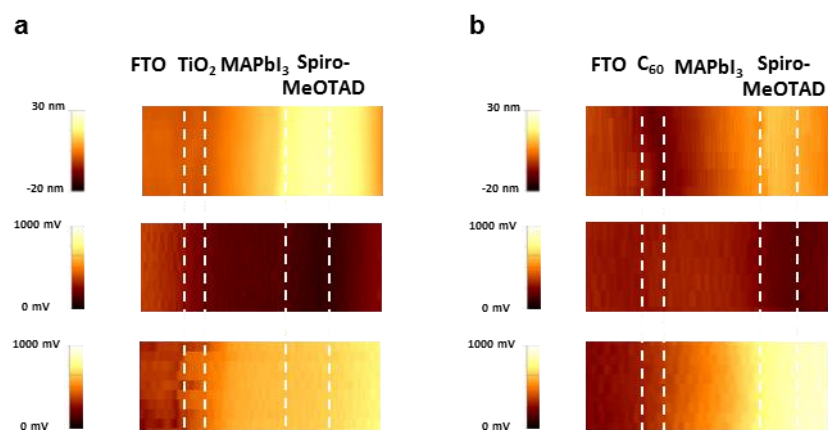 a
FTO TiO₂ MAPbI₃ Spiro-
MeOTAD
30 nm
-20 nm
1000 mV
0 mV
1000 mV
0 mV
b
FTO C₆₀ MAPbI₃ Spiro-
MeOTAD
30 nm
-20 nm
1000 mV
0 mV
1000 mV
0 mV